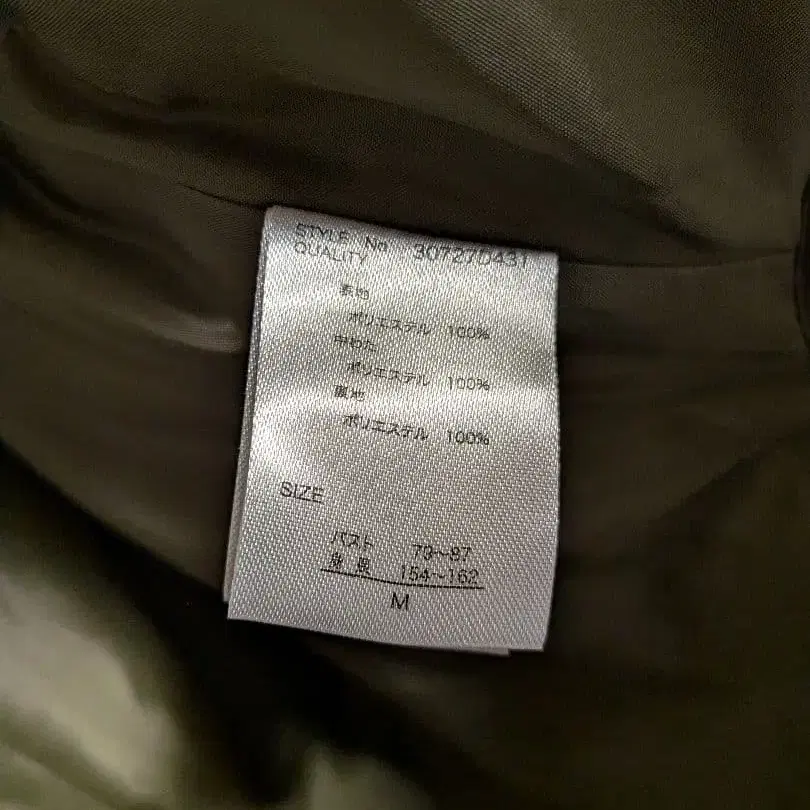 STYLE No 30727D431
QUALITY
表地
ポリエステル 100%
中わた
ポリエステル 100%
裏地
ポリエステル 100%
SIZE
バスト 79~87
身長 154~162
M